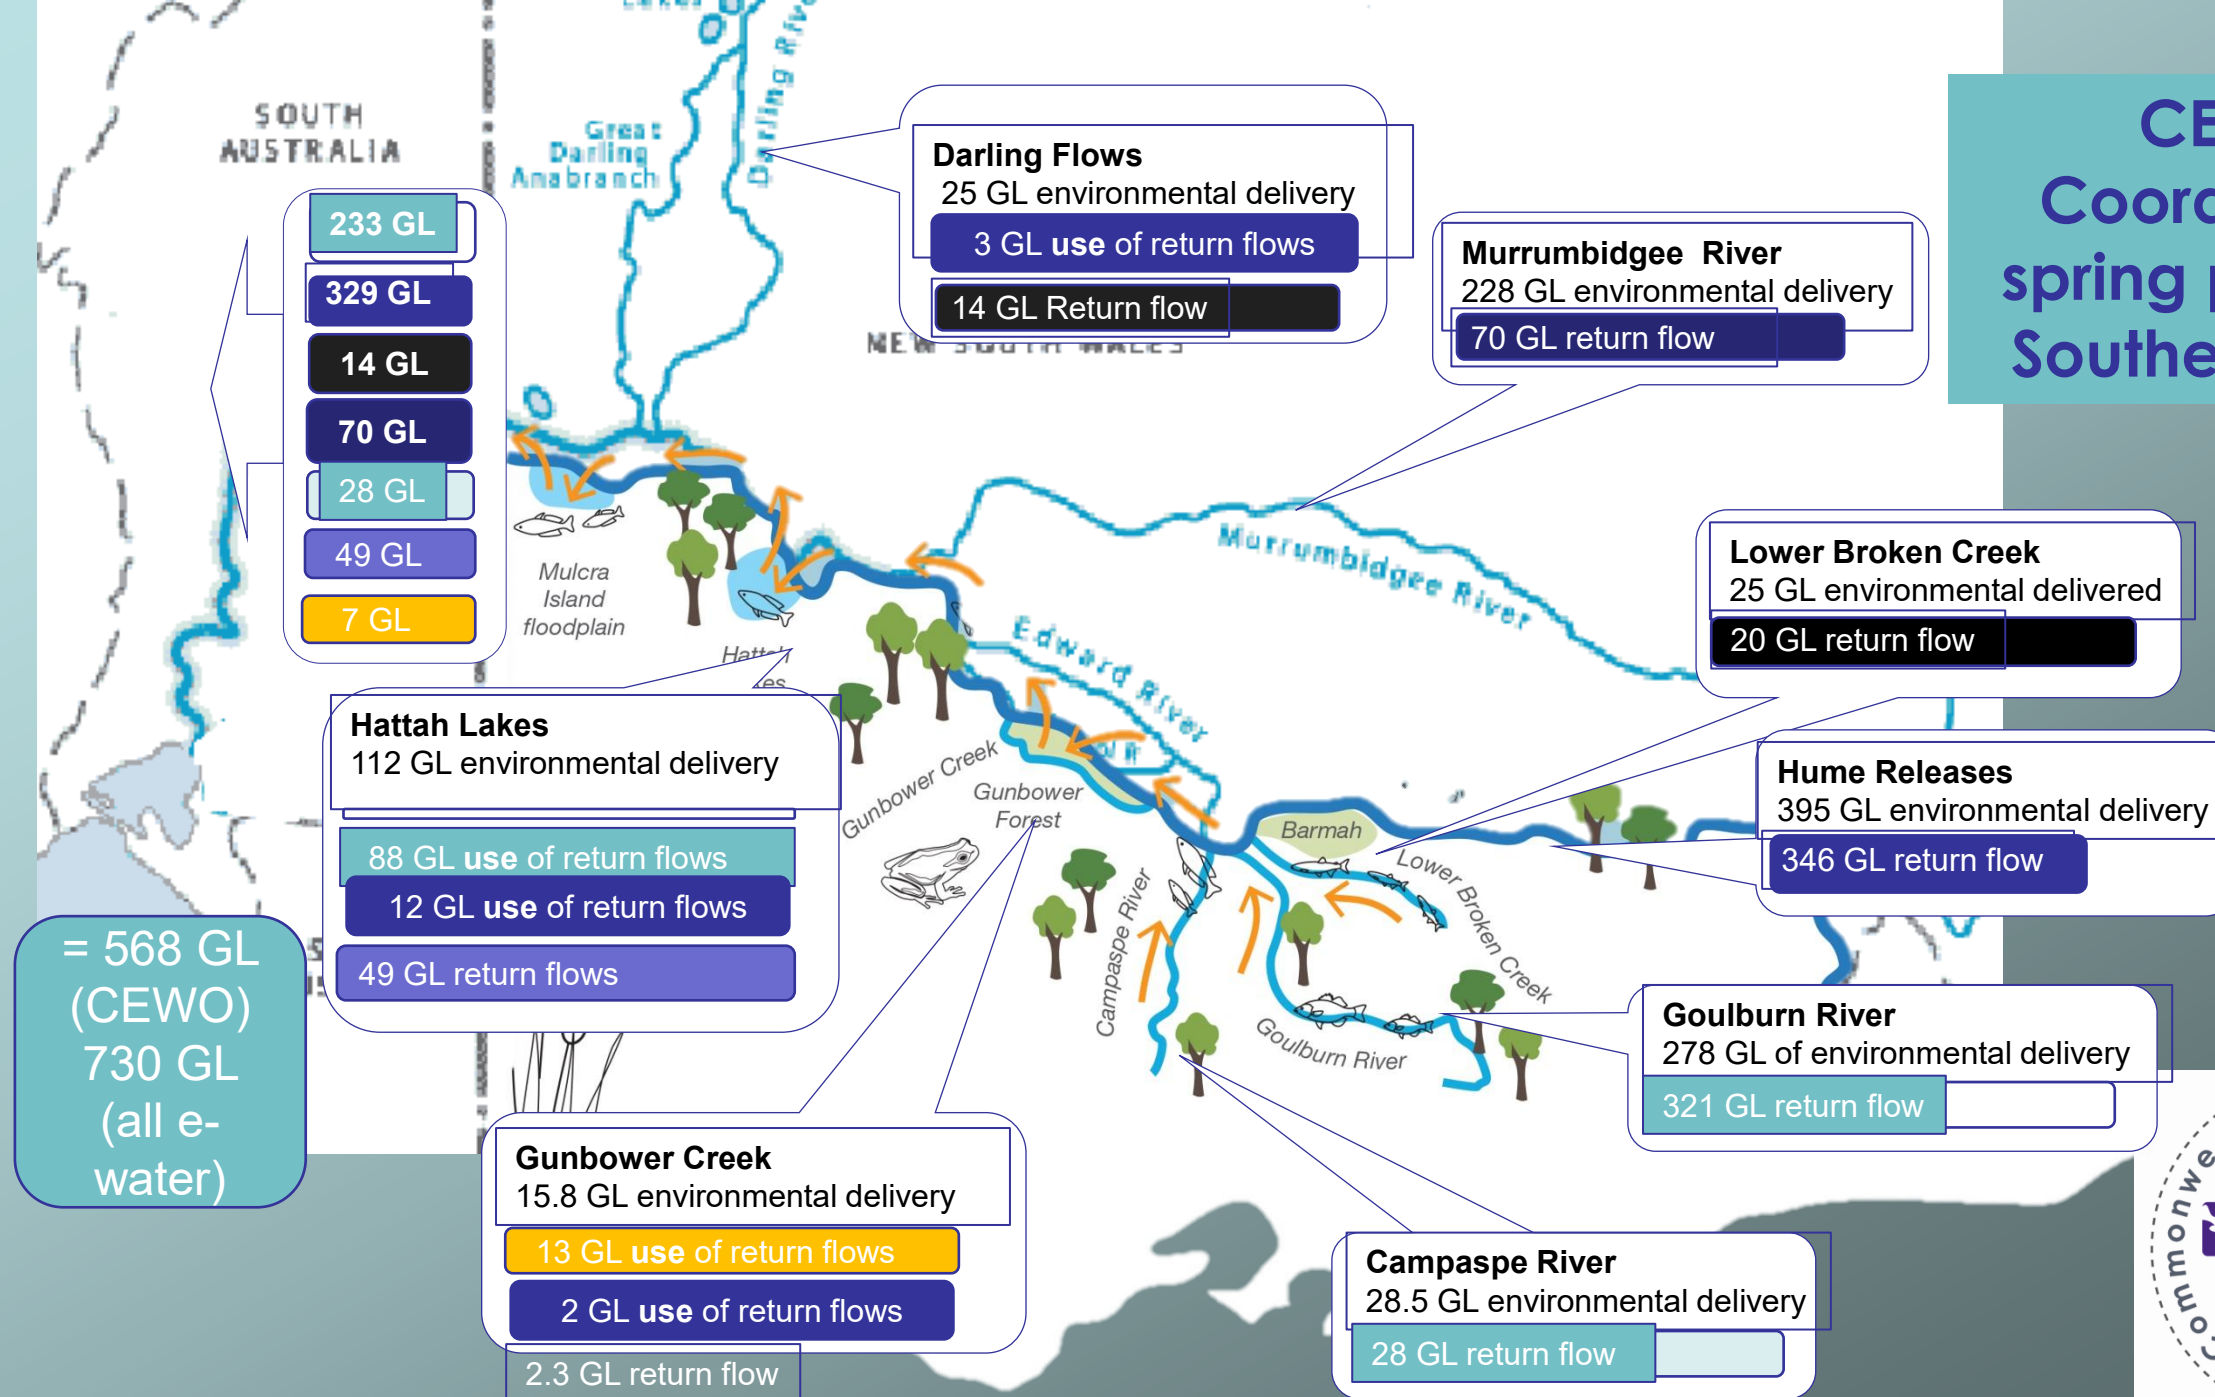 SOUTH
AUSTRALIA
Great
Darling
Anabranch
Darling
NEW SOUTH WALES
233 GL
329 GL
14 GL
70 GL
28 GL
49 GL
7 GL
Darling Flows
25 GL environmental delivery
3 GL use of return flows
14 GL Return flow
Murrumbidgee River
228 GL environmental delivery
70 GL return flow
Coord
spring
Southe
Mulcra
Island
floodplain
Murrumbidgee River
Lower Broken Creek
25 GL environmental delivered
20 GL return flow
Edward River
Hattah Lakes
112 GL environmental delivery
88 GL use of return flows
12 GL use of return flows
49 GL return flows
Gunbower Creek
Gunbower
Forest
Barmah
Lower Broken Creek
Campaspe River
Goulburn River
Hume Releases
395 GL environmental delivery
346 GL return flow
= 568 GL
(CEWO)
730 GL
(all e-
water)
Goulburn River
278 GL of environmental delivery
321 GL return flow
Gunbower Creek
15.8 GL environmental delivery
13 GL use of return flows
2 GL use of return flows
2.3 GL return flow
Campaspe River
28.5 GL environmental delivery
28 GL return flow